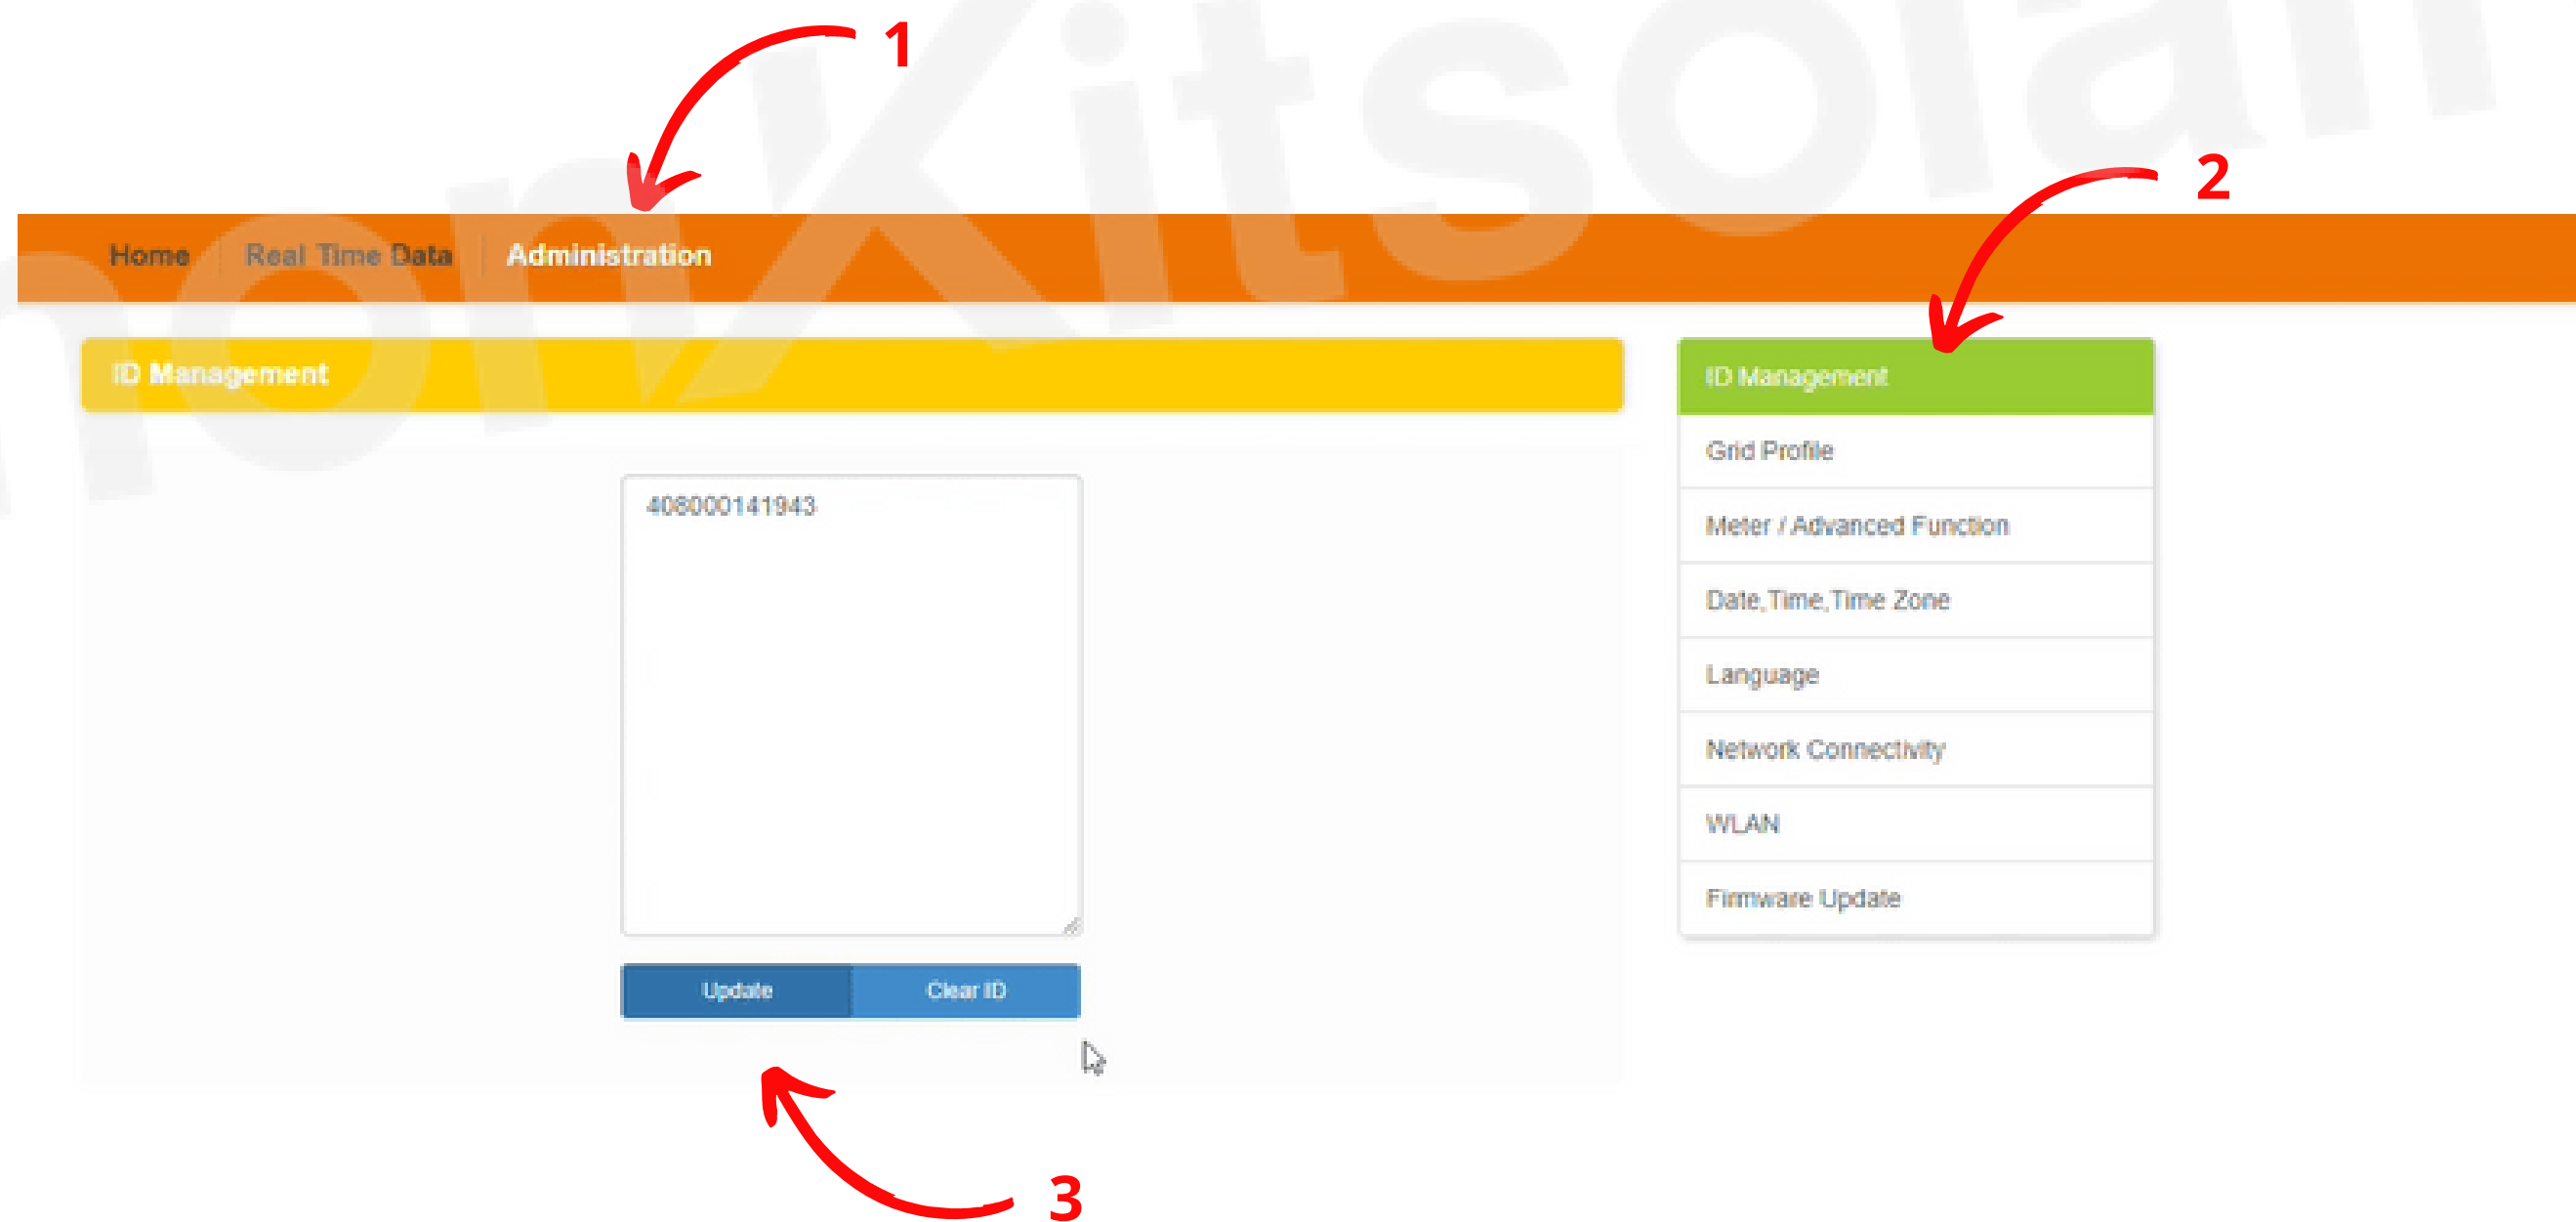 1
2
Home Real Time Data Administration
ID Management
ID Management
Grid Profile
Meter / Advanced Function
Date,Time,Time Zone
Language
Network Connectivity
WLAN
Firmware Update
408000141943
Update Clear ID
3
monKitsolair